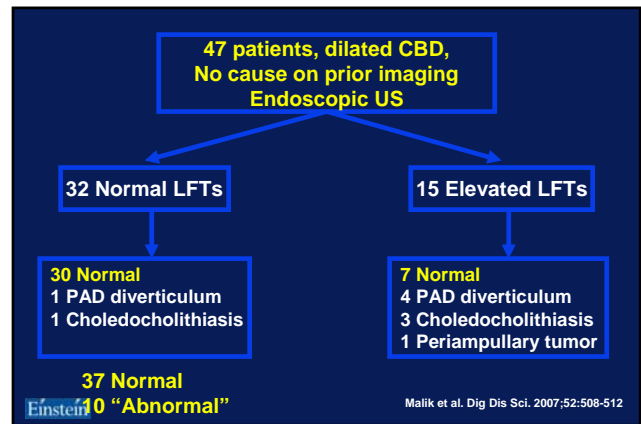 47 patients, dilated CBD,
No cause on prior imaging
Endoscopic US
32 Normal LFTs
15 Elevated LFTs
30 Normal
1 PAD diverticulum
1 Choledocholithiasis
7 Normal
4 PAD diverticulum
3 Choledocholithiasis
1 Periampullary tumor
37 Normal
10 “Abnormal”
Einstein
Malik et al. Dig Dis Sci. 2007;52:508-512